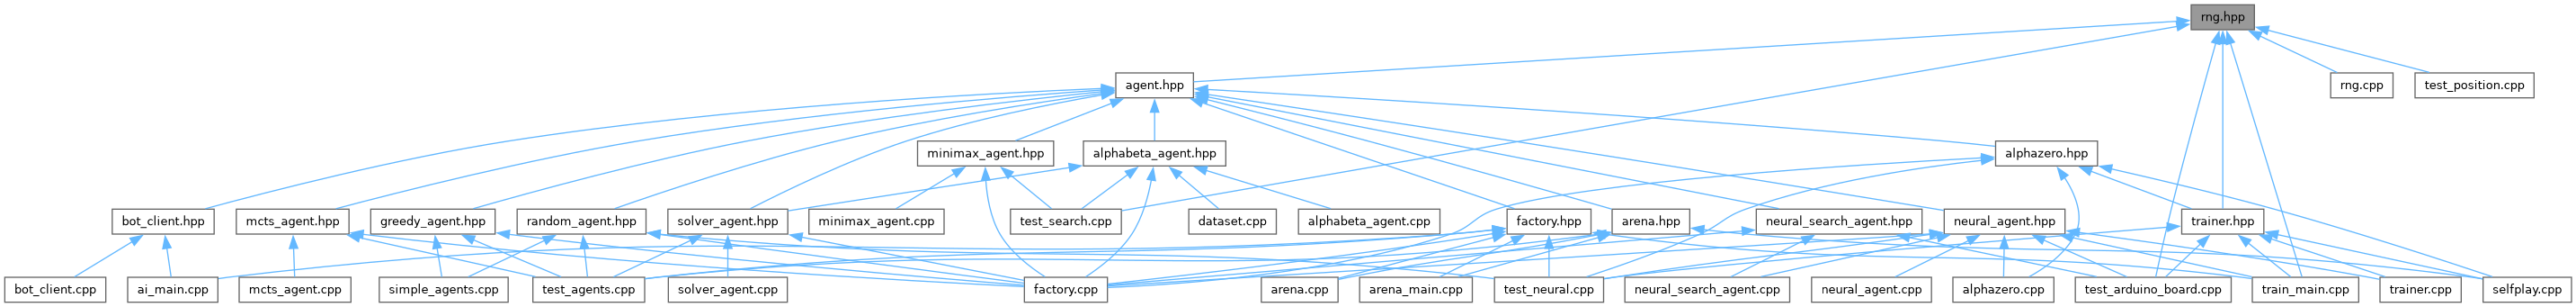 rng.hpp
agent.hpp
rng.cpp
test_position.cpp
minimax_agent.hpp
alphabeta_agent.hpp
alphazero.hpp
bot_client.hpp
mcts_agent.hpp
greedy_agent.hpp
random_agent.hpp
solver_agent.hpp
minimax_agent.cpp
test_search.cpp
dataset.cpp
alphabeta_agent.cpp
factory.hpp
arena.hpp
neural_search_agent.hpp
neural_agent.hpp
trainer.hpp
bot_client.cpp
ai_main.cpp
mcts_agent.cpp
simple_agents.cpp
test_agents.cpp
solver_agent.cpp
factory.cpp
arena.cpp
arena_main.cpp
test_neural.cpp
neural_search_agent.cpp
neural_agent.cpp
alphazero.cpp
test_arduino_board.cpp
train_main.cpp
trainer.cpp
selfplay.cpp